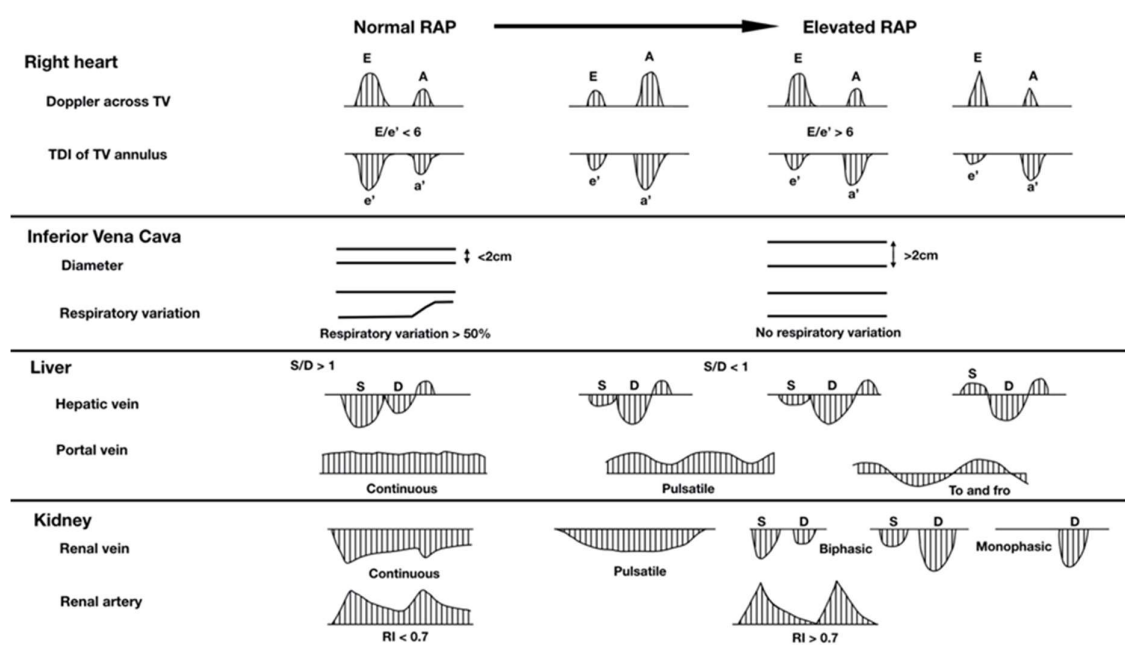 Normal RAP Elevated RAP
Right heart
E A E A E A E A
Doppler across TV
E/e' < 6 E/e' > 6
TDI of TV annulus
e' a' e' a' e' a' e' a'
Inferior Vena Cava
Diameter <2cm >2cm
Respiratory variation
Respiratory variation > 50% No respiratory variation
Liver S/D > 1 S/D < 1
S D S D S D S D
Hepatic vein
Portal vein
Continuous Pulsatile To and fro
Kidney
S D S D D
Renal vein Biphasic Monophasic
Continuous Pulsatile
Renal artery
RI < 0.7 RI > 0.7